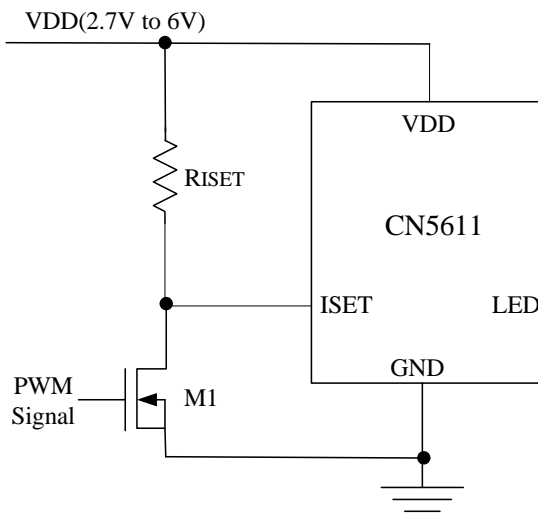 VDD(2.7V to 6V)
VDD
RISET
CN5611
ISET
LED
GND
PWM
Signal
M1